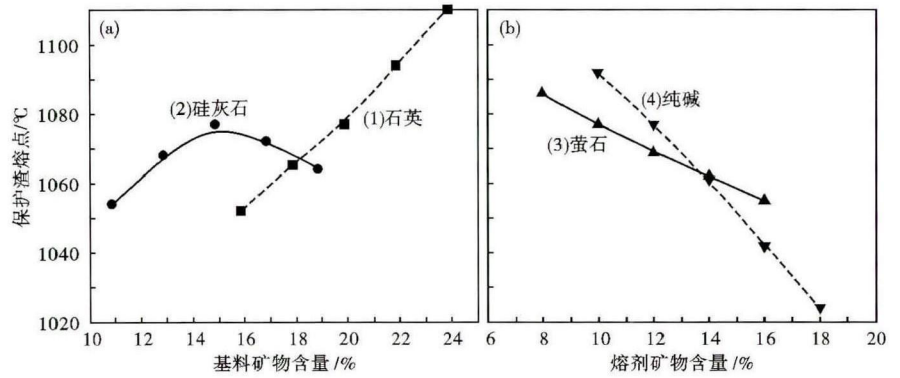 (a)
(b)
1100
1080
1060
1040
1020
保护渣熔点/℃
(2)硅灰石
(1)石英
(4)纯碱
(3)萤石
10 12 14 16 18 20 22 24
6 8 10 12 14 16 18 20
基料矿物含量/%
熔剂矿物含量/%